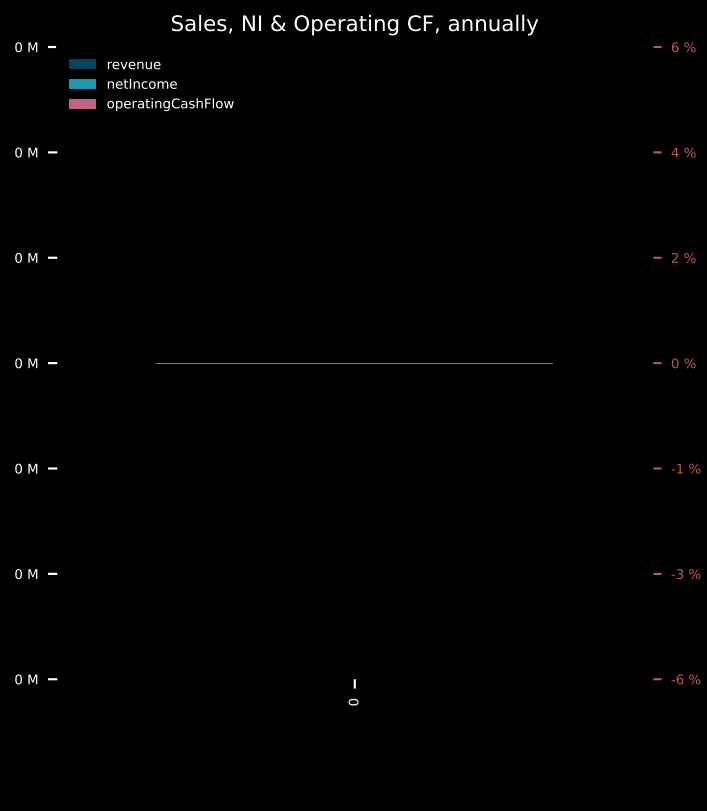 Sales, NI & Operating CF, annually
0 M
6 %
revenue
netIncome
operatingCashFlow
0 M
4 %
0 M
2 %
0 M
0 %
0 M
-1 %
0 M
-3 %
0 M
-6 %
0